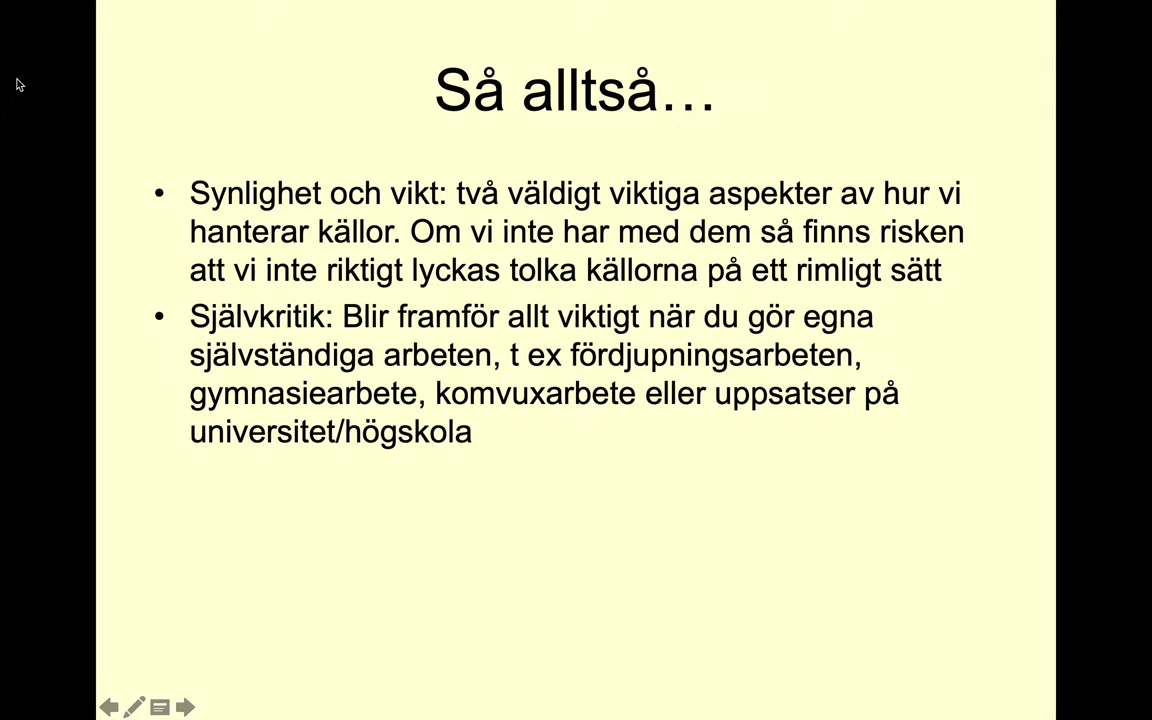 Så alltså…
• Synlighet och vikt: två väldigt viktiga aspekter av hur vi
hanterar källor. Om vi inte har med dem så finns risken
att vi inte riktigt lyckas tolka källorna på ett rimligt sätt
• Självkritik: Blir framför allt viktigt när du gör egna
självständiga arbeten, t ex fördjupningsarbeten,
gymnasiearbete, komvuxarbete eller uppsatser på
universitet/högskola